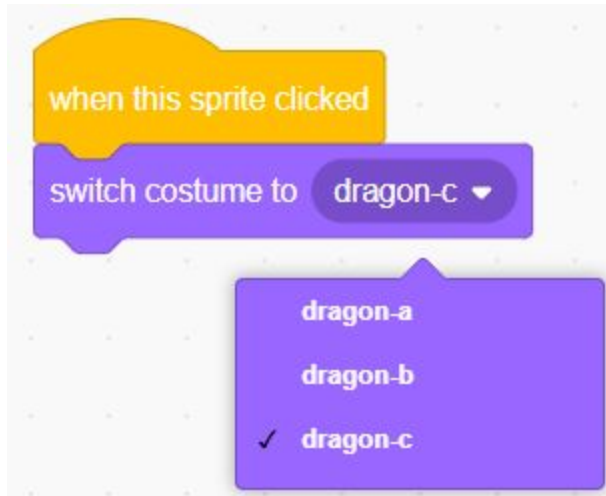 when this sprite clicked
switch costume to dragon-c
dragon-a
dragon-b
✓ dragon-c